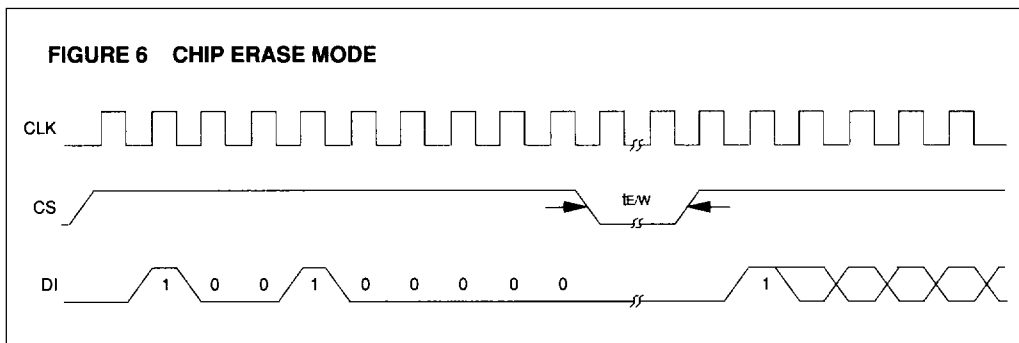 FIGURE 6 CHIP ERASE MODE
CLK
CS
tE/W
DI
1 0 0 1 0 0 0 0 0
1